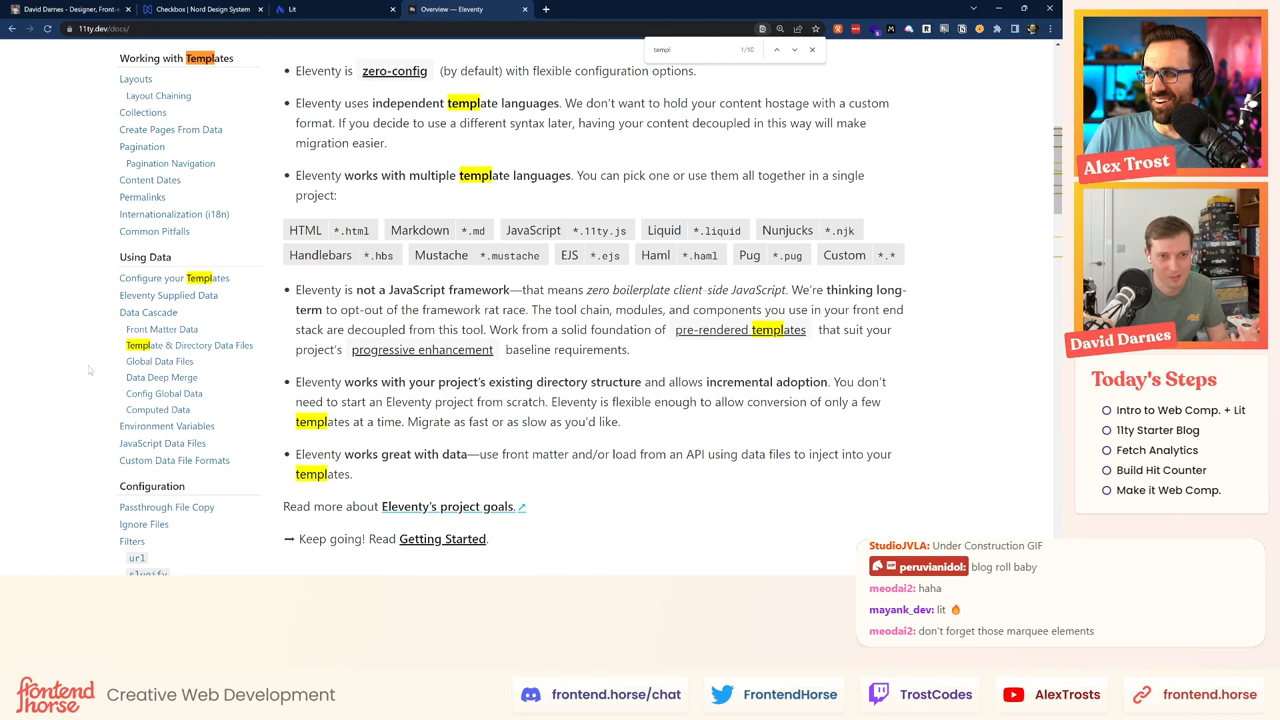 David Darnes - Designer, Front-e
Checkbox | Nord Design System
Lit
Overview — Eleventy
11ty.dev/docs/
templ
1/10
Working with Templates
Layouts
Layout Chaining
Collections
Create Pages From Data
Pagination
Pagination Navigation
Content Dates
Permalinks
Internationalization (i18n)
Common Pitfalls
Using Data
Configure your Templates
Eleventy Supplied Data
Data Cascade
Front Matter Data
Template & Directory Data Files
Global Data Files
Data Deep Merge
Config Global Data
Computed Data
Environment Variables
JavaScript Data Files
Custom Data File Formats
Configuration
Passthrough File Copy
Ignore Files
Filters
url
slugify
• Eleventy is zero-config (by default) with flexible configuration options.
• Eleventy uses independent template languages. We don't want to hold your content hostage with a custom
format. If you decide to use a different syntax later, having your content decoupled in this way will make
migration easier.
• Eleventy works with multiple template languages. You can pick one or use them all together in a single
project:
HTML *.html Markdown *.md JavaScript *.11ty.js Liquid *.liquid Nunjucks *.njk
Handlebars *.hbs Mustache *.mustache EJS *.ejs Haml *.haml Pug *.pug Custom *.*
• Eleventy is not a JavaScript framework—that means zero boilerplate client-side JavaScript. We're thinking long-
term to opt-out of the framework rat race. The tool chain, modules, and components you use in your front end
stack are decoupled from this tool. Work from a solid foundation of pre-rendered templates that suit your
project's progressive enhancement baseline requirements.
• Eleventy works with your project's existing directory structure and allows incremental adoption. You don't
need to start an Eleventy project from scratch. Eleventy is flexible enough to allow conversion of only a few
templates at a time. Migrate as fast or as slow as you'd like.
• Eleventy works great with data—use front matter and/or load from an API using data files to inject into your
templates.
Read more about Eleventy's project goals. ↗
→ Keep going! Read Getting Started.
Alex Trost
David Darnes
Today's Steps
Intro to Web Comp. + Lit
11ty Starter Blog
Fetch Analytics
Build Hit Counter
Make it Web Comp.
StudioJVLA: Under Construction GIF
peruvianidol: blog roll baby
meodai2: haha
mayank_dev: lit 🔥
meodai2: don't forget those marquee elements
frontend
horse
Creative Web Development
frontend.horse/chat
FrontendHorse
TrostCodes
AlexTrosts
frontend.horse